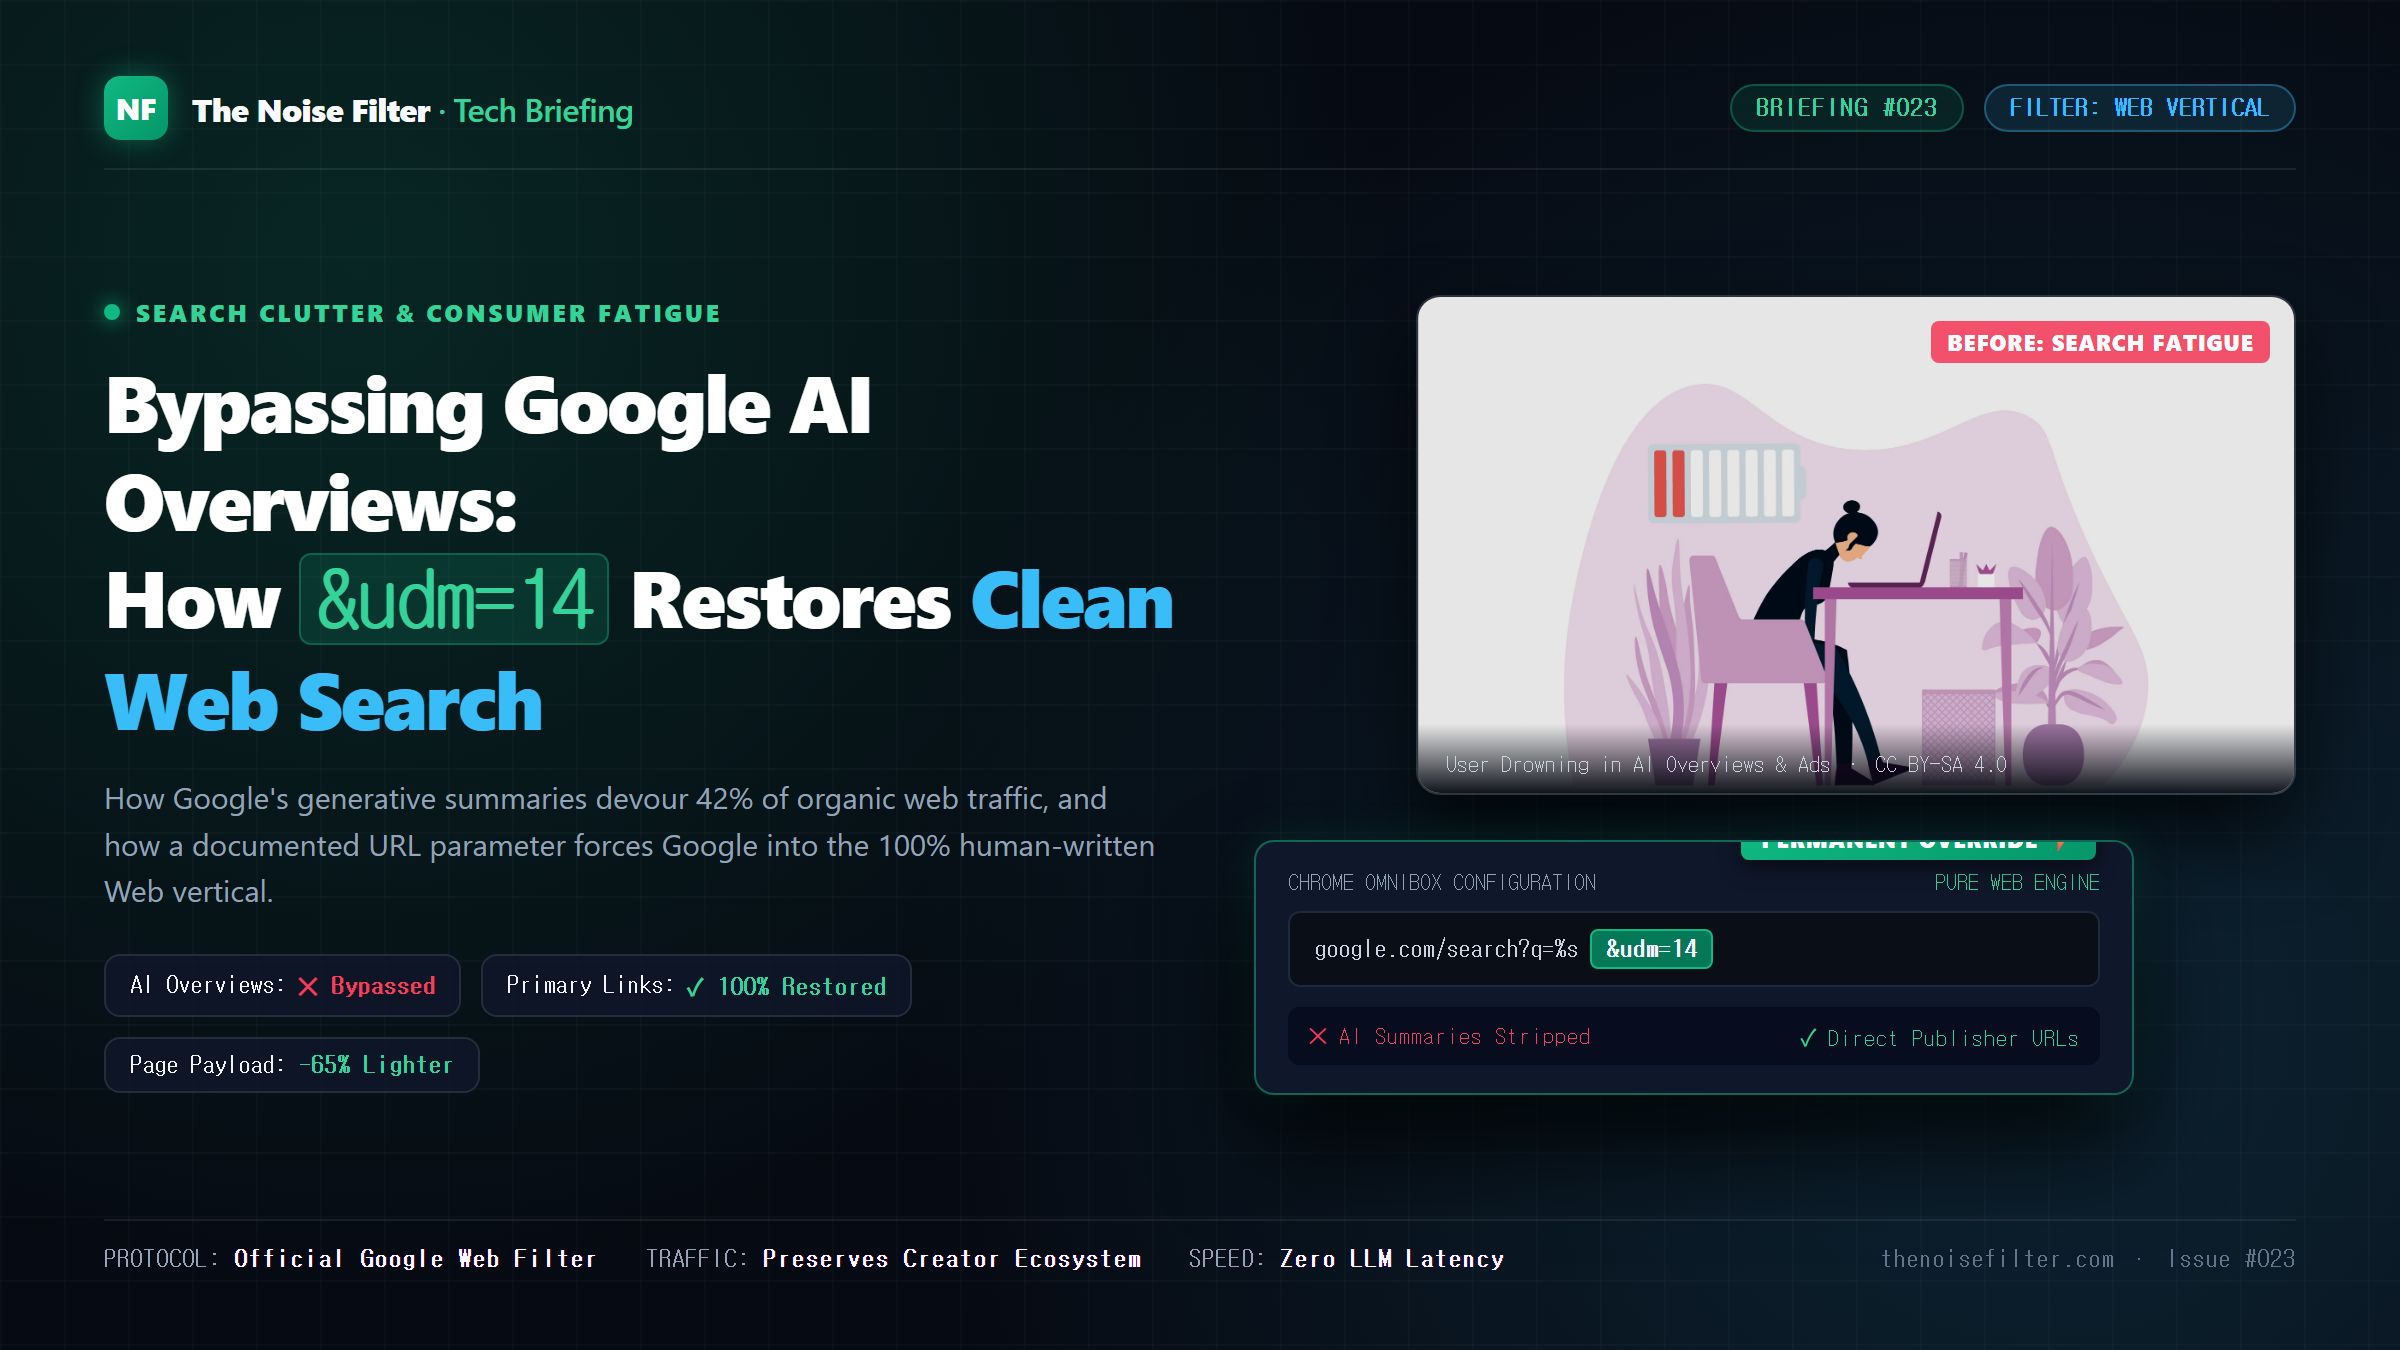 NF The Noise Filter · Tech Briefing
BRIEFING #023
FILTER: WEB VERTICAL
SEARCH CLUTTER & CONSUMER FATIGUE
Bypassing Google AI
Overviews:
How &udm=14 Restores Clean
Web Search
How Google's generative summaries devour 42% of organic web traffic, and
how a documented URL parameter forces Google into the 100% human-written
Web vertical.
AI Overviews: ✕ Bypassed
Primary Links: ✓ 100% Restored
Page Payload: -65% Lighter
BEFORE: SEARCH FATIGUE
User Drowning in AI Overviews & Ads · CC BY-SA 4.0
PERMANENT OVERRIDE
CHROME OMNIBOX CONFIGURATION
PURE WEB ENGINE
google.com/search?q=%s &udm=14
✕ AI Summaries Stripped
✓ Direct Publisher URLs
PROTOCOL: Official Google Web Filter
TRAFFIC: Preserves Creator Ecosystem
SPEED: Zero LLM Latency
thenoisefilter.com · Issue #023